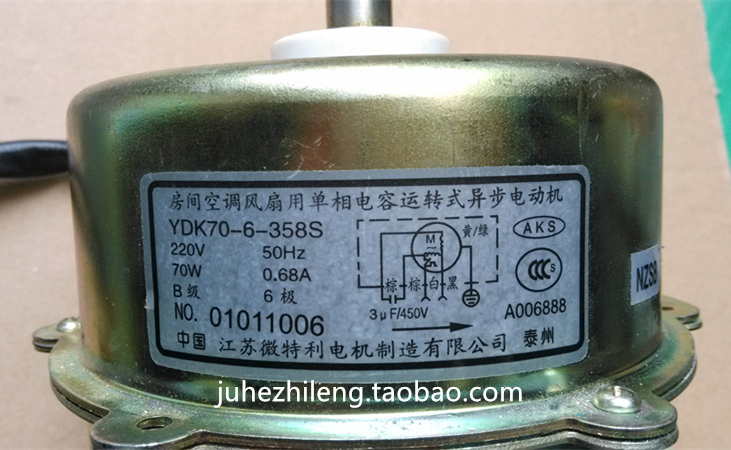 房间空调风扇用单相电容运转式异步电动机
YDK70-6-358S
220V 50Hz
70W 0.68A
B级 6极
NO. 01011006
M
黄/绿
棕 棕 白 黑
3μF/450V
AKS
CCC S
A006888
中国 江苏微特利电机制造有限公司 泰州
NZSB
juhezhileng.taobao.com